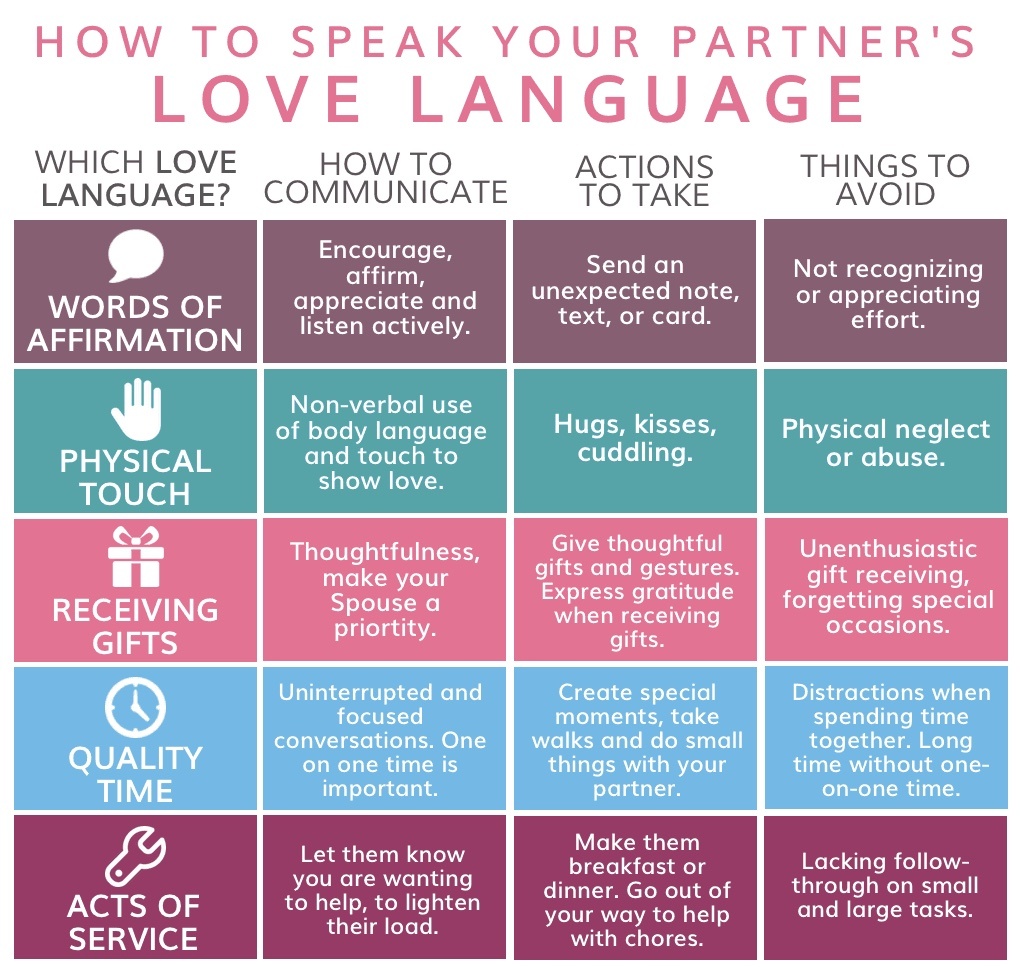 HOW TO SPEAK YOUR PARTNER'S
LOVE LANGUAGE
WHICH LOVE
LANGUAGE?
HOW TO
COMMUNICATE
ACTIONS
TO TAKE
THINGS TO
AVOID
WORDS OF
AFFIRMATION
Encourage,
affirm,
appreciate and
listen actively.
Send an
unexpected note,
text, or card.
Not recognizing
or appreciating
effort.
PHYSICAL
TOUCH
Non-verbal use
of body language
and touch to
show love.
Hugs, kisses,
cuddling.
Physical neglect
or abuse.
RECEIVING
GIFTS
Thoughtfulness,
make your
Spouse a
priortity.
Give thoughtful
gifts and gestures.
Express gratitude
when receiving
gifts.
Unenthusiastic
gift receiving,
forgetting special
occasions.
QUALITY
TIME
Uninterrupted and
focused
conversations. One
on one time is
important.
Create special
moments, take
walks and do small
things with your
partner.
Distractions when
spending time
together. Long
time without one-
on-one time.
ACTS OF
SERVICE
Let them know
you are wanting
to help, to lighten
their load.
Make them
breakfast or
dinner. Go out of
your way to help
with chores.
Lacking follow-
through on small
and large tasks.